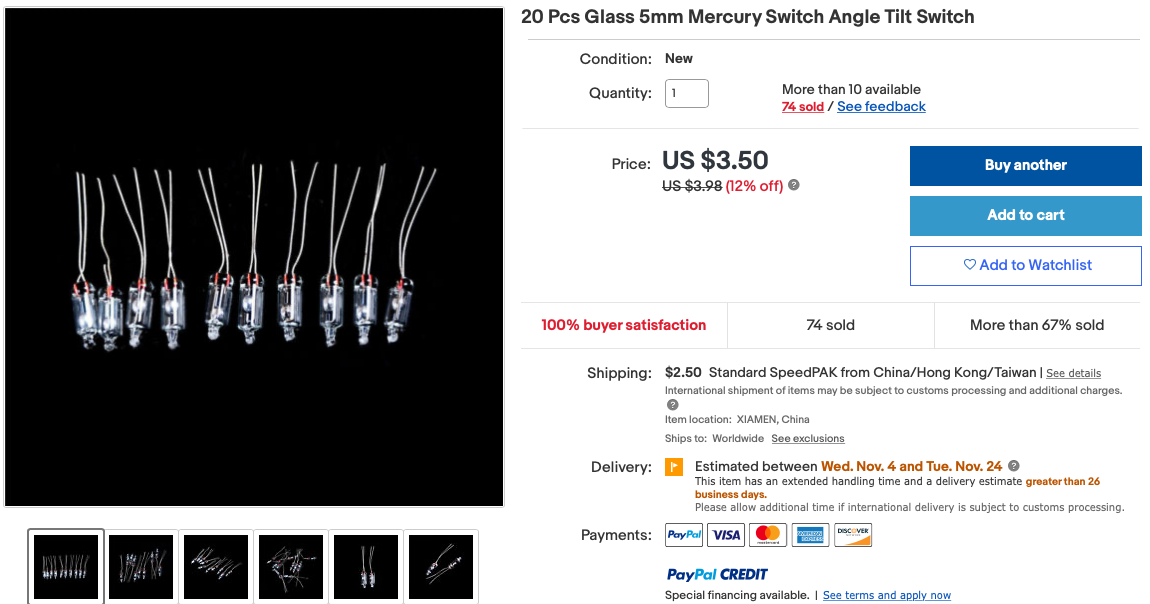 20 Pcs Glass 5mm Mercury Switch Angle Tilt Switch
Condition: New
Quantity: 1
More than 10 available
74 sold / See feedback
Price: US $3.50
US $3.98 (12% off) ?
Buy another
Add to cart
Add to Watchlist
100% buyer satisfaction
74 sold
More than 67% sold
Shipping: $2.50 Standard SpeedPAK from China/Hong Kong/Taiwan | See details
International shipment of items may be subject to customs processing and additional charges.
?
Item location: XIAMEN, China
Ships to: Worldwide See exclusions
Delivery: Estimated between Wed. Nov. 4 and Tue. Nov. 24 ?
This item has an extended handling time and a delivery estimate greater than 26
business days.
Please allow additional time if international delivery is subject to customs processing.
Payments: PayPal VISA mastercard AMERICAN EXPRESS DISCOVER
PayPal CREDIT
Special financing available. | See terms and apply now